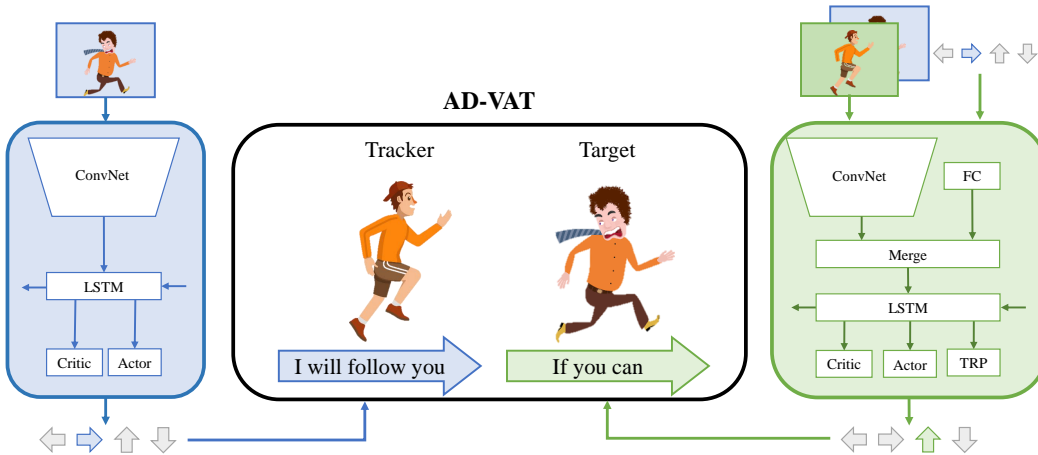 AD-VAT
ConvNet
LSTM
Critic
Actor
Tracker
Target
I will follow you
If you can
ConvNet
FC
Merge
LSTM
Critic
Actor
TRP